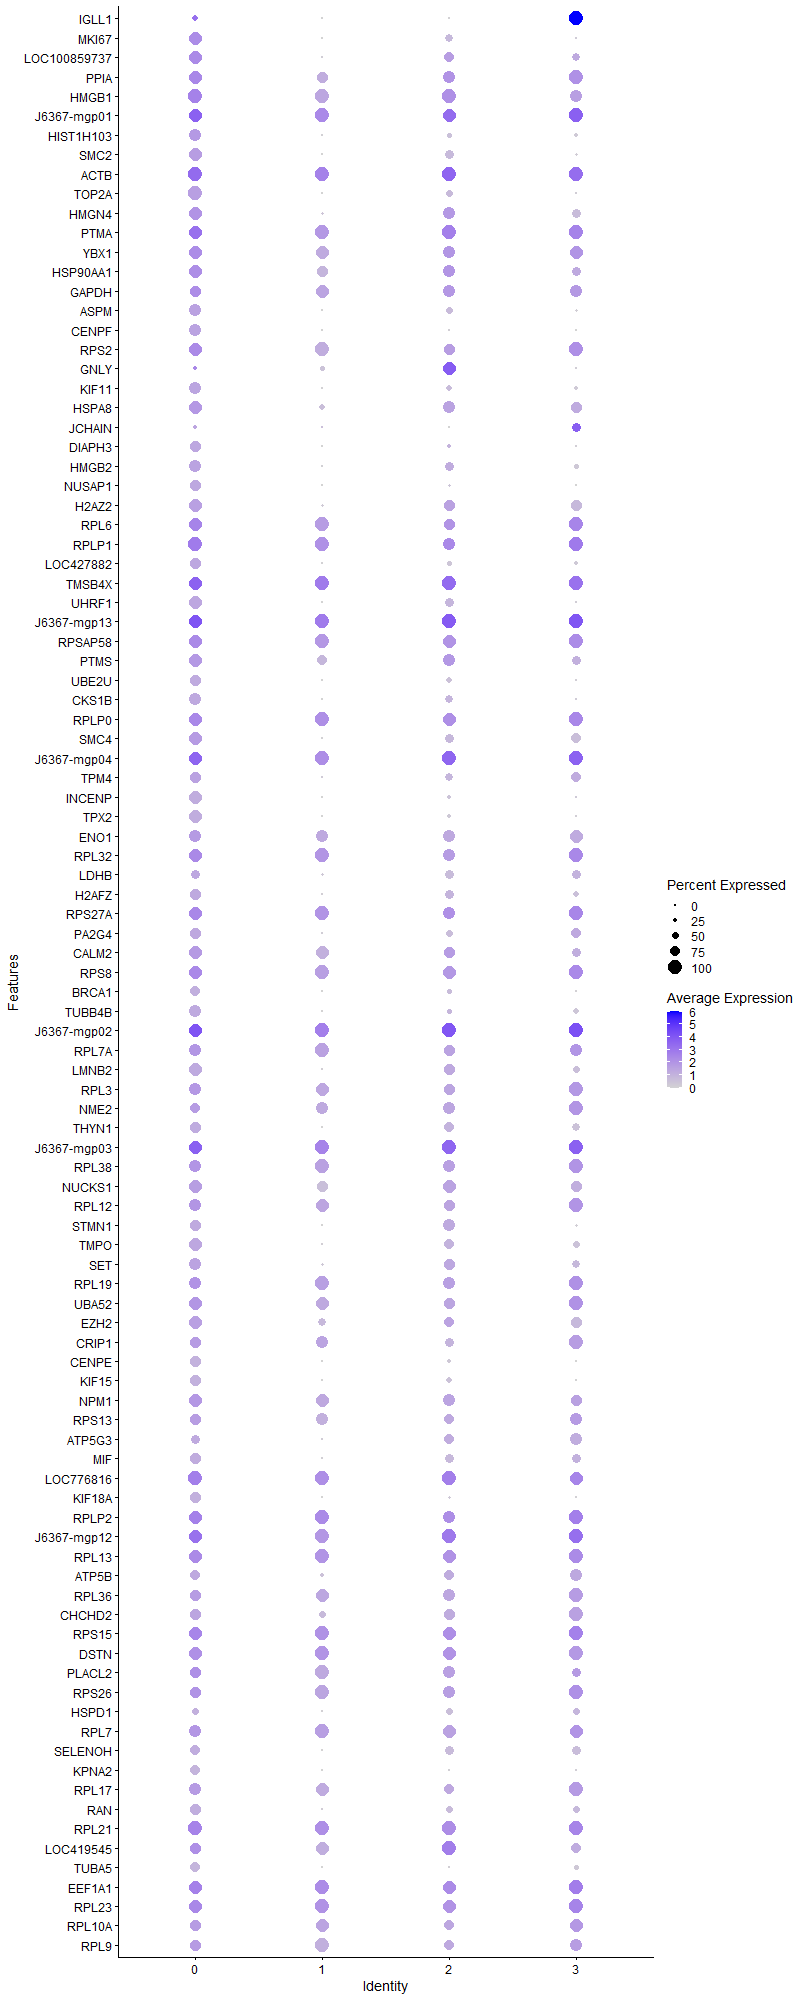 IGLL1
MKI67
LOC100859737
PPIA
HMGB1
J6367-mgp01
HIST1H103
SMC2
ACTB
TOP2A
HMGN4
PTMA
YBX1
HSP90AA1
GAPDH
ASPM
CENPF
RPS2
GNLY
KIF11
HSPA8
JCHAIN
DIAPH3
HMGB2
NUSAP1
H2AZ2
RPL6
RPLP1
LOC427882
TMSB4X
UHRF1
J6367-mgp13
RPSAP58
PTMS
UBE2U
CKS1B
RPLP0
SMC4
J6367-mgp04
TPM4
INCENP
TPX2
ENO1
RPL32
LDHB
H2AFZ
RPS27A
PA2G4
CALM2
RPS8
BRCA1
TUBB4B
J6367-mgp02
RPL7A
LMNB2
RPL3
NME2
THYN1
J6367-mgp03
RPL38
NUCKS1
RPL12
STMN1
TMPO
SET
RPL19
UBA52
EZH2
CRIP1
CENPE
KIF15
NPM1
RPS13
ATP5G3
MIF
LOC776816
KIF18A
RPLP2
J6367-mgp12
RPL13
ATP5B
RPL36
CHCHD2
RPS15
DSTN
PLACL2
RPS26
HSPD1
RPL7
SELENOH
KPNA2
RPL17
RAN
RPL21
LOC419545
TUBA5
EEF1A1
RPL23
RPL10A
RPL9
Features
0 1 2 3
Identity
Percent Expressed
0
25
50
75
100
Average Expression
6
5
4
3
2
1
0